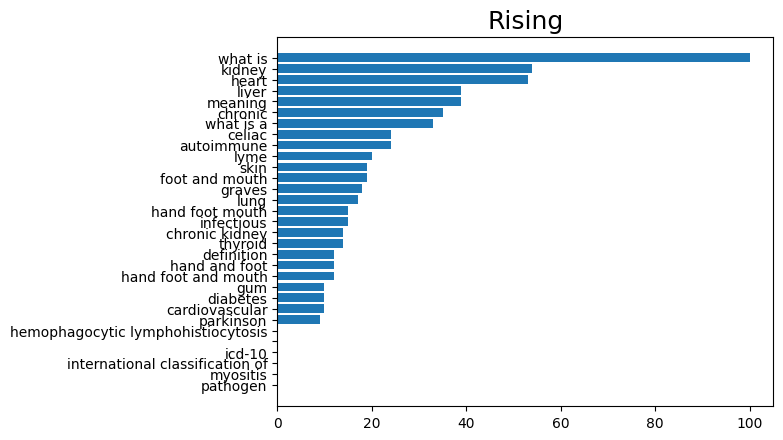 Rising
what is
kidney
heart
liver
meaning
chronic
what is a
celiac
autoimmune
lyme
skin
foot and mouth
graves
lung
hand foot mouth
infectious
chronic kidney
thyroid
definition
hand and foot
hand foot and mouth
gum
diabetes
cardiovascular
parkinson
hemophagocytic lymphohistiocytosis
icd-10
international classification of
myositis
pathogen
0 20 40 60 80 100